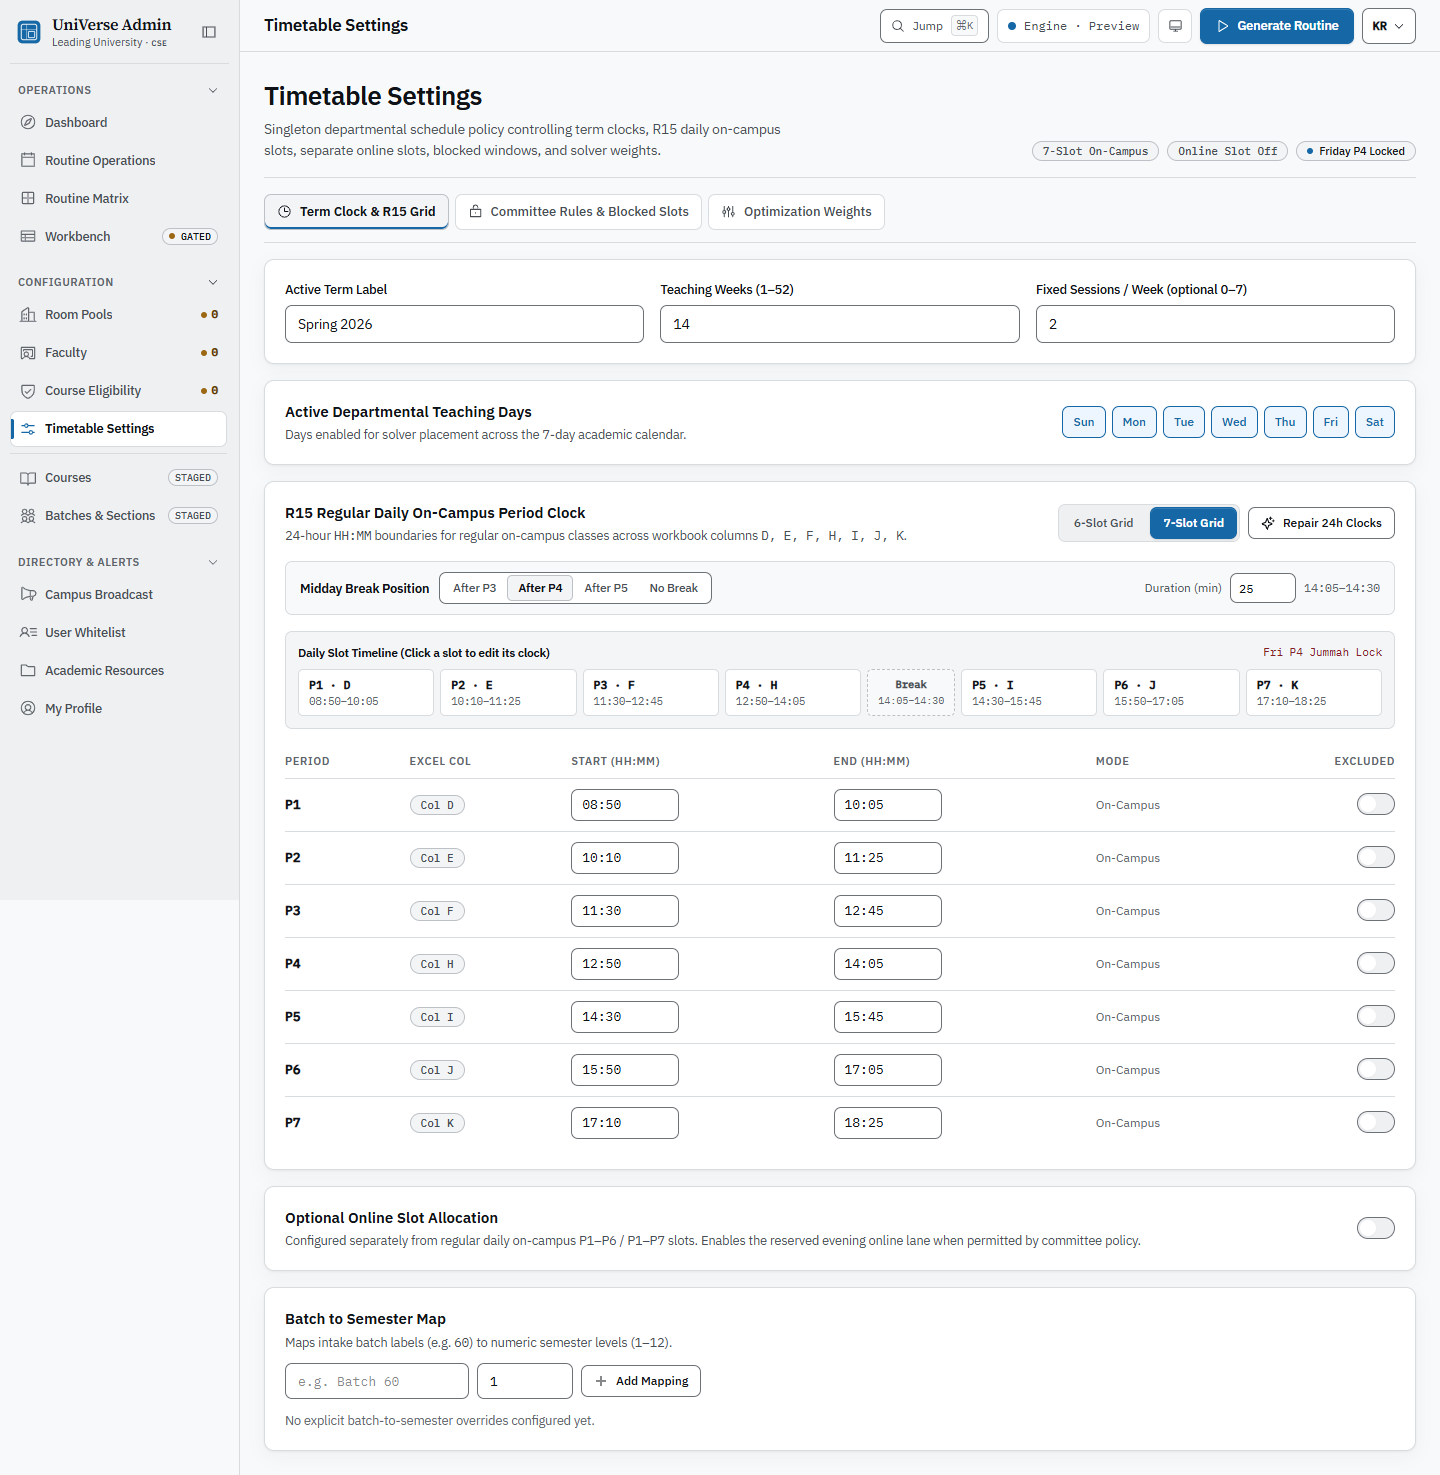 UniVerse Admin
Leading University · CSE
OPERATIONS
Dashboard
Routine Operations
Routine Matrix
Workbench
GATED
CONFIGURATION
Room Pools
0
Faculty
0
Course Eligibility
0
Timetable Settings
Courses
STAGED
Batches & Sections
STAGED
DIRECTORY & ALERTS
Campus Broadcast
User Whitelist
Academic Resources
My Profile
Timetable Settings
Jump ⌘K
Engine · Preview
Generate Routine
KR
Timetable Settings
Singleton departmental schedule policy controlling term clocks, R15 daily on-campus
slots, separate online slots, blocked windows, and solver weights.
7-Slot On-Campus
Online Slot Off
Friday P4 Locked
Term Clock & R15 Grid
Committee Rules & Blocked Slots
Optimization Weights
Active Term Label
Teaching Weeks (1–52)
Fixed Sessions / Week (optional 0–7)
Spring 2026
14
2
Active Departmental Teaching Days
Days enabled for solver placement across the 7-day academic calendar.
Sun Mon Tue Wed Thu Fri Sat
R15 Regular Daily On-Campus Period Clock
24-hour HH:MM boundaries for regular on-campus classes across workbook columns D, E, F, H, I, J, K.
6-Slot Grid
7-Slot Grid
Repair 24h Clocks
Midday Break Position
After P3 After P4 After P5 No Break
Duration (min) 25 14:05–14:30
Daily Slot Timeline (Click a slot to edit its clock)
Fri P4 Jummah Lock
P1 · D
08:50–10:05
P2 · E
10:10–11:25
P3 · F
11:30–12:45
P4 · H
12:50–14:05
Break
14:05–14:30
P5 · I
14:30–15:45
P6 · J
15:50–17:05
P7 · K
17:10–18:25
PERIOD EXCEL COL START (HH:MM) END (HH:MM) MODE EXCLUDED
P1 Col D 08:50 10:05 On-Campus
P2 Col E 10:10 11:25 On-Campus
P3 Col F 11:30 12:45 On-Campus
P4 Col H 12:50 14:05 On-Campus
P5 Col I 14:30 15:45 On-Campus
P6 Col J 15:50 17:05 On-Campus
P7 Col K 17:10 18:25 On-Campus
Optional Online Slot Allocation
Configured separately from regular daily on-campus P1–P6 / P1–P7 slots. Enables the reserved evening online lane when permitted by committee policy.
Batch to Semester Map
Maps intake batch labels (e.g. 60) to numeric semester levels (1–12).
e.g. Batch 60
1
Add Mapping
No explicit batch-to-semester overrides configured yet.